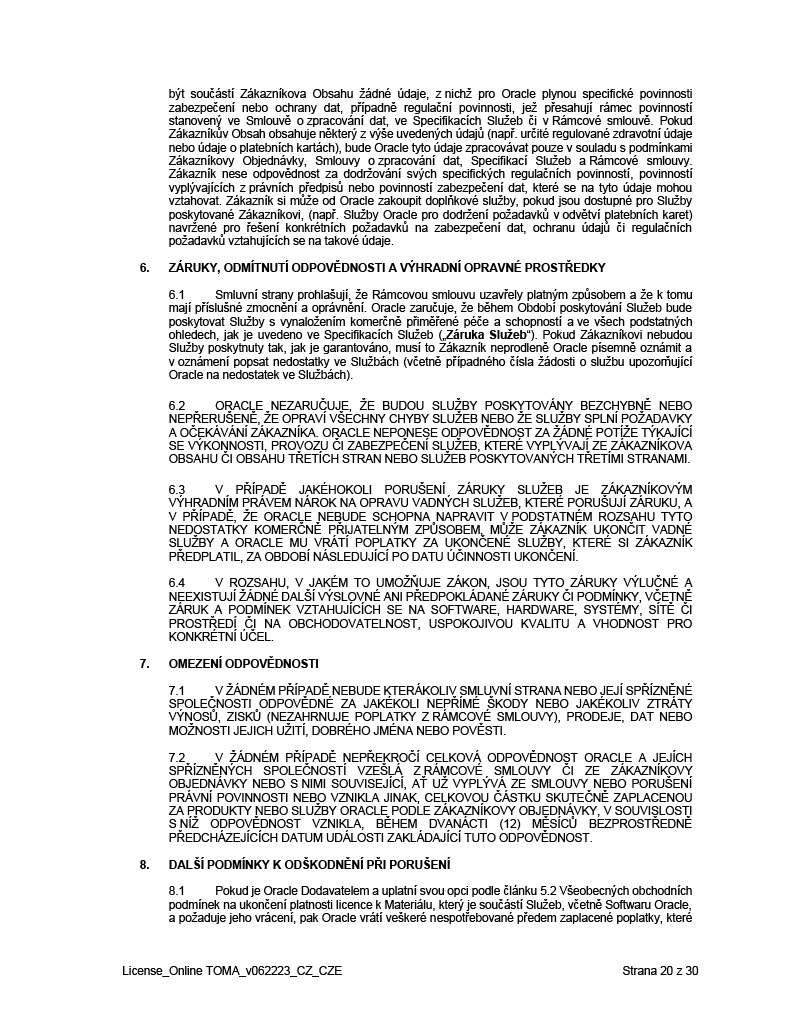 být součástí Zákazníkova Obsahu žádné údaje, z nichž pro Oracle plynou specifické povinnosti
zabezpečení nebo ochrany dat, případně regulační povinnosti, jež přesahují rámec povinností
stanovený ve Smlouvě o zpracování dat, ve Specifikacích Služeb či v Rámcové smlouvě. Pokud
Zákazníkův Obsah obsahuje některý z výše uvedených údajů (např. určité regulované zdravotní údaje
nebo údaje o platebních kartách), bude Oracle tyto údaje zpracovávat pouze v souladu s podmínkami
Zákazníkovy Objednávky, Smlouvy o zpracování dat, Specifikací Služeb a Rámcové smlouvy.
Zákazník nese odpovědnost za dodržování svých specifických regulačních povinností, povinností
vyplývajících z právních předpisů nebo povinností zabezpečení dat, které se na tyto údaje mohou
vztahovat. Zákazník si může od Oracle zakoupit doplňkové služby, pokud jsou dostupné pro Služby
poskytované Zákazníkovi, (např. Služby Oracle pro dodržení požadavků v odvětví platebních karet)
navržené pro řešení konkrétních požadavků na zabezpečení dat, ochranu údajů či regulačních
požadavků vztahujících se na takové údaje.
6. ZÁRUKY, ODMÍTNUTÍ ODPOVĚDNOSTI A VÝHRADNÍ OPRAVNÉ PROSTŘEDKY
6.1 Smluvní strany prohlašují, že Rámcovou smlouvu uzavřely platným způsobem a že k tomu
mají příslušné zmocnění a oprávnění. Oracle zaručuje, že během Období poskytování Služeb bude
poskytovat Služby s vynaložením komerčně přiměřené péče a schopností a ve všech podstatných
ohledech, jak je uvedeno ve Specifikacích Služeb („Záruka Služeb“). Pokud Zákazníkovi nebudou
Služby poskytnuty tak, jak je garantováno, musí to Zákazník neprodleně Oracle písemně oznámit a
v oznámení popsat nedostatky ve Službách (včetně případného čísla žádosti o službu upozorňující
Oracle na nedostatek ve Službách).
6.2 ORACLE NEZARUČUJE, ŽE BUDOU SLUŽBY POSKYTOVÁNY BEZCHYBNĚ NEBO
NEPŘERUŠENĚ, ŽE OPRAVÍ VŠECHNY CHYBY SLUŽEB NEBO ŽE SLUŽBY SPLNÍ POŽADAVKY
A OČEKÁVÁNÍ ZÁKAZNÍKA. ORACLE NEPONESE ODPOVĚDNOST ZA ŽÁDNÉ POTÍŽE TÝKAJÍCÍ
SE VÝKONNOSTI, PROVOZU ČI ZABEZPEČENÍ SLUŽEB, KTERÉ VYPLÝVAJÍ ZE ZÁKAZNÍKOVA
OBSAHU ČI OBSAHU TŘETÍCH STRAN NEBO SLUŽEB POSKYTOVANÝCH TŘETÍMI STRANAMI.
6.3 V PŘÍPADĚ JAKÉHOKOLI PORUŠENÍ ZÁRUKY SLUŽEB JE ZÁKAZNÍKOVÝM
VÝHRADNÍM PRÁVEM NÁROK NA OPRAVU VADNÝCH SLUŽEB, KTERÉ PORUŠUJÍ ZÁRUKU, A
V PŘÍPADĚ, ŽE ORACLE NEBUDE SCHOPNA NAPRAVIT V PODSTATNÉM ROZSAHU TYTO
NEDOSTATKY KOMERČNĚ PŘIJATELNÝM ZPŮSOBEM, MŮŽE ZÁKAZNÍK UKONČIT VADNÉ
SLUŽBY A ORACLE MU VRÁTÍ POPLATKY ZA UKONČENÉ SLUŽBY, KTERÉ SI ZÁKAZNÍK
PŘEDPLATIL, ZA OBDOBÍ NÁSLEDUJÍCÍ PO DATU ÚČINNOSTI UKONČENÍ.
6.4 V ROZSAHU, V JAKÉM TO UMOŽŇUJE ZÁKON, JSOU TYTO ZÁRUKY VÝLUČNÉ A
NEEXISTUJÍ ŽÁDNÉ DALŠÍ VÝSLOVNÉ ANI PŘEDPOKLÁDANÉ ZÁRUKY ČI PODMÍNKY, VČETNĚ
ZÁRUK A PODMÍNEK VZTAHUJÍCÍCH SE NA SOFTWARE, HARDWARE, SYSTÉMY, SÍTĚ ČI
PROSTŘEDÍ ČI NA OBCHODOVATELNOST, USPOKOJIVOU KVALITU A VHODNOST PRO
KONKRÉTNÍ ÚČEL.
7. OMEZENÍ ODPOVĚDNOSTI
7.1 V ŽÁDNÉM PŘÍPADĚ NEBUDE KTERÁKOLIV SMLUVNÍ STRANA NEBO JEJÍ SPŘÍZNĚNÉ
SPOLEČNOSTI ODPOVĚDNÉ ZA JAKÉKOLI NEPŘÍMÉ ŠKODY NEBO JAKÉKOLIV ZTRÁTY
VÝNOSŮ, ZISKŮ (NEZAHRNUJE POPLATKY Z RÁMCOVÉ SMLOUVY), PRODEJE, DAT NEBO
MOŽNOSTI JEJICH UŽITÍ, DOBRÉHO JMÉNA NEBO POVĚSTI.
7.2 V ŽÁDNÉM PŘÍPADĚ NEPŘEKROČÍ CELKOVÁ ODPOVĚDNOST ORACLE A JEJÍCH
SPŘÍZNĚNÝCH SPOLEČNOSTÍ VZEŠLÁ Z RÁMCOVÉ SMLOUVY ČI ZE ZÁKAZNÍKOVY
OBJEDNÁVKY NEBO S NIMI SOUVISEJÍCÍ, AŤ UŽ VYPLÝVÁ ZE SMLOUVY NEBO PORUŠENÍ
PRÁVNÍ POVINNOSTI NEBO VZNIKLA JINAK, CELKOVOU ČÁSTKU SKUTEČNĚ ZAPLACENOU
ZA PRODUKTY NEBO SLUŽBY ORACLE PODLE ZÁKAZNÍKOVY OBJEDNÁVKY, V SOUVISLOSTI
S NÍŽ ODPOVĚDNOST VZNIKLA, BĚHEM DVANÁCTI (12) MĚSÍCŮ BEZPROSTŘEDNĚ
PŘEDCHÁZEJÍCÍCH DATUM UDÁLOSTI ZAKLÁDAJÍCÍ TUTO ODPOVĚDNOST.
8. DALŠÍ PODMÍNKY K ODŠKODNĚNÍ PŘI PORUŠENÍ
8.1 Pokud je Oracle Dodavatelem a uplatní svou opci podle článku 5.2 Všeobecných obchodních
podmínek na ukončení platnosti licence k Materiálu, který je součástí Služeb, včetně Softwaru Oracle,
a požaduje jeho vrácení, pak Oracle vrátí veškeré nespotřebované předem zaplacené poplatky, které
License_Online TOMA_v062223_CZ_CZE Strana 20 z 30